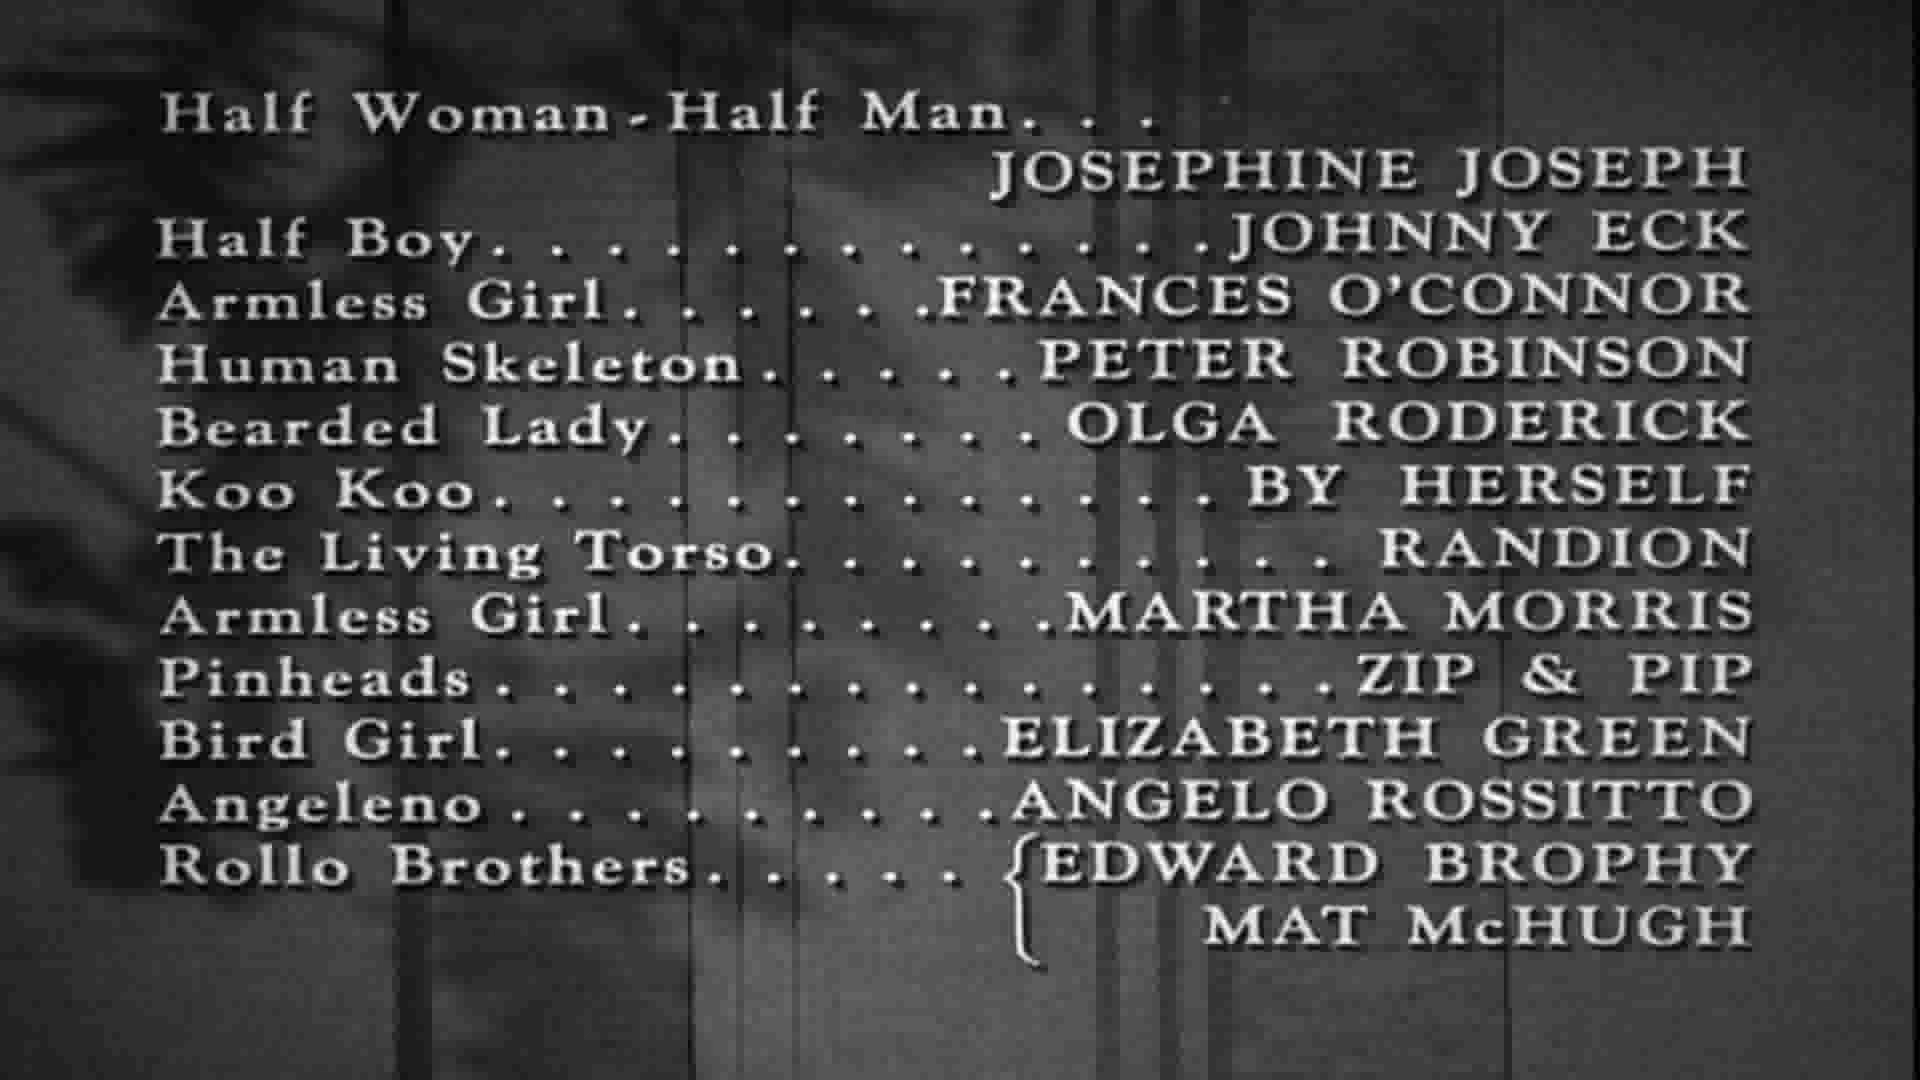 Half Woman-Half Man. . .
JOSEPHINE JOSEPH
Half Boy. . . . . . . . . . . . . JOHNNY ECK
Armless Girl. . . . . . FRANCES O'CONNOR
Human Skeleton. . . . . PETER ROBINSON
Bearded Lady. . . . . . . OLGA RODERICK
Koo Koo. . . . . . . . . . . . . BY HERSELF
The Living Torso. . . . . . . . . . RANDION
Armless Girl. . . . . . . . MARTHA MORRIS
Pinheads. . . . . . . . . . . . . . . ZIP & PIP
Bird Girl. . . . . . . . . ELIZABETH GREEN
Angeleno. . . . . . . . . ANGELO ROSSITTO
Rollo Brothers. . . . . {EDWARD BROPHY
MAT McHUGH